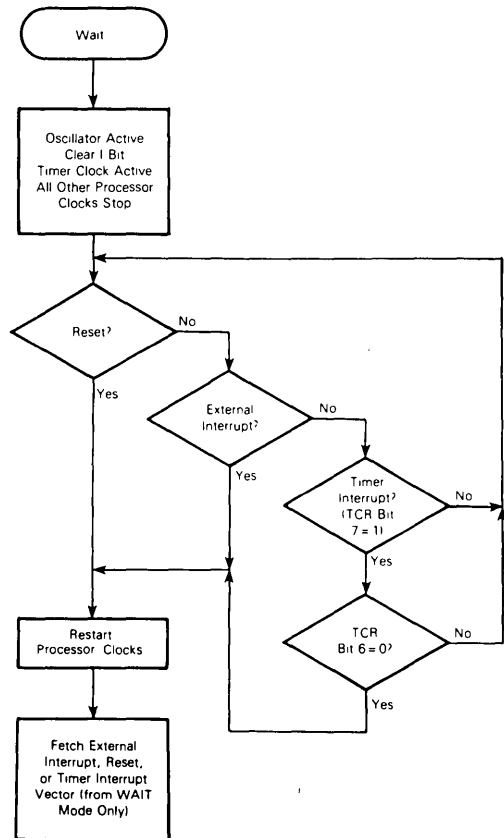 Wait
Oscillator Active
Clear I Bit
Timer Clock Active
All Other Processor
Clocks Stop
Reset?
No
Yes
External
Interrupt?
No
Yes
Timer
Interrupt?
(TCR Bit
7 = 1)
No
Yes
TCR
Bit 6 = 0?
No
Yes
Restart
Processor Clocks
Fetch External
Interrupt, Reset,
or Timer Interrupt
Vector (from WAIT
Mode Only)